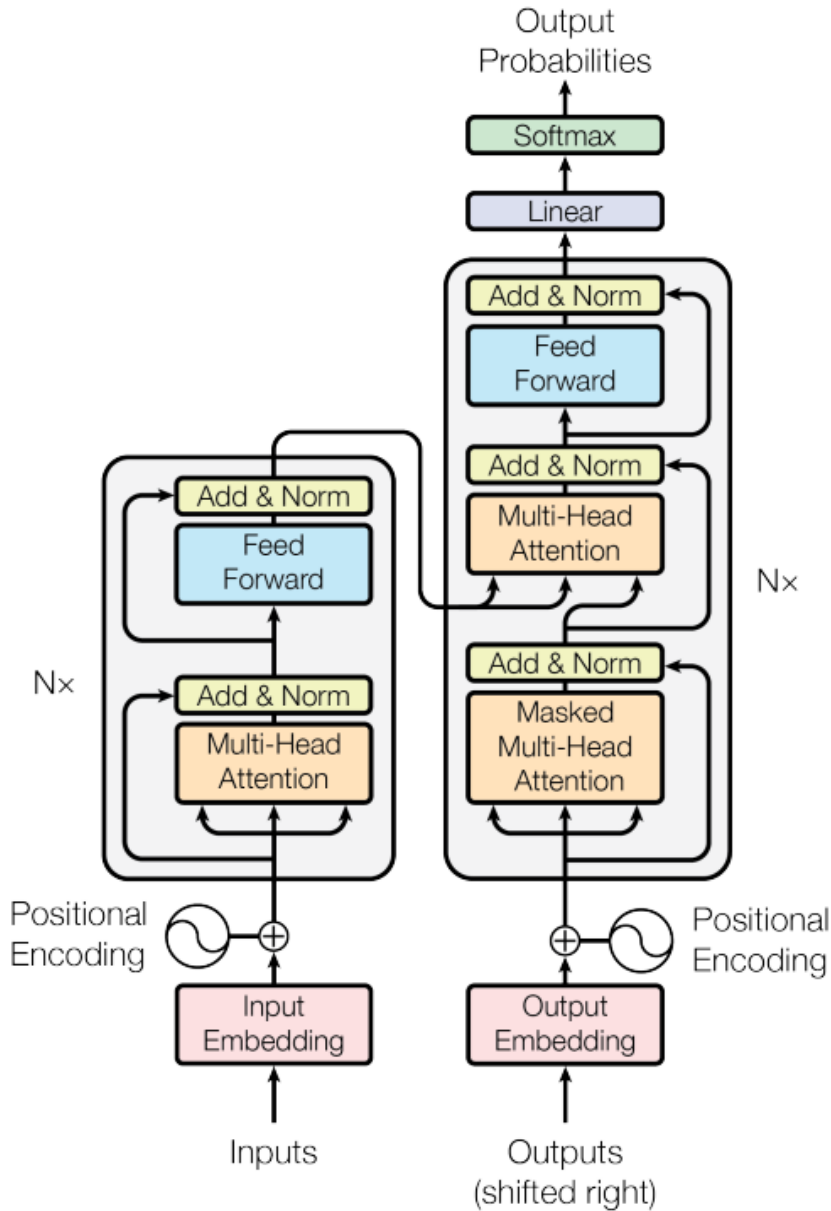 Output
Probabilities
Softmax
Linear
Add & Norm
Feed
Forward
Add & Norm
Multi-Head
Attention
Add & Norm
Masked
Multi-Head
Attention
N×
Add & Norm
Feed
Forward
Add & Norm
Multi-Head
Attention
N×
Positional
Encoding
Positional
Encoding
Input
Embedding
Output
Embedding
Inputs
Outputs
(shifted right)